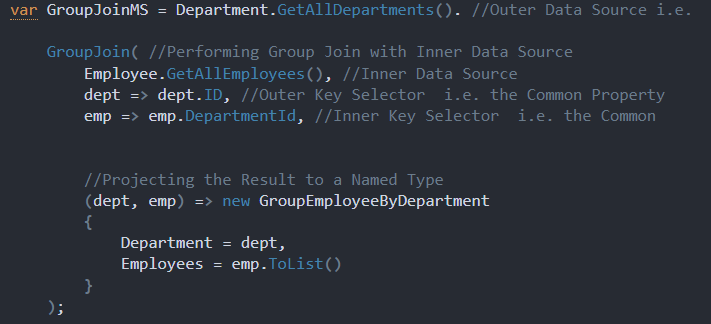 var GroupJoinMS = Department.GetAllDepartments(). //Outer Data Source i.e.
GroupJoin( //Performing Group Join with Inner Data Source
Employee.GetAllEmployees(), //Inner Data Source
dept => dept.ID, //Outer Key Selector  i.e. the Common Property
emp => emp.DepartmentId, //Inner Key Selector  i.e. the Common
//Projecting the Result to a Named Type
(dept, emp) => new GroupEmployeeByDepartment
{
Department = dept,
Employees = emp.ToList()
}
);